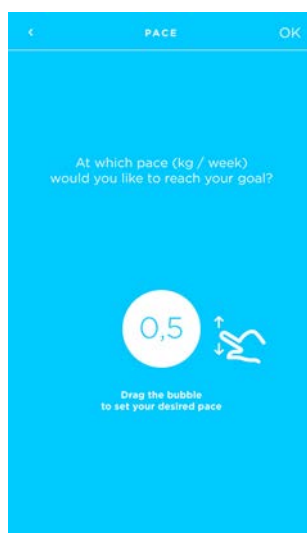 PACE OK
At which pace (kg / week)
would you like to reach your goal?
0,5
Drag the bubble
to set your desired pace